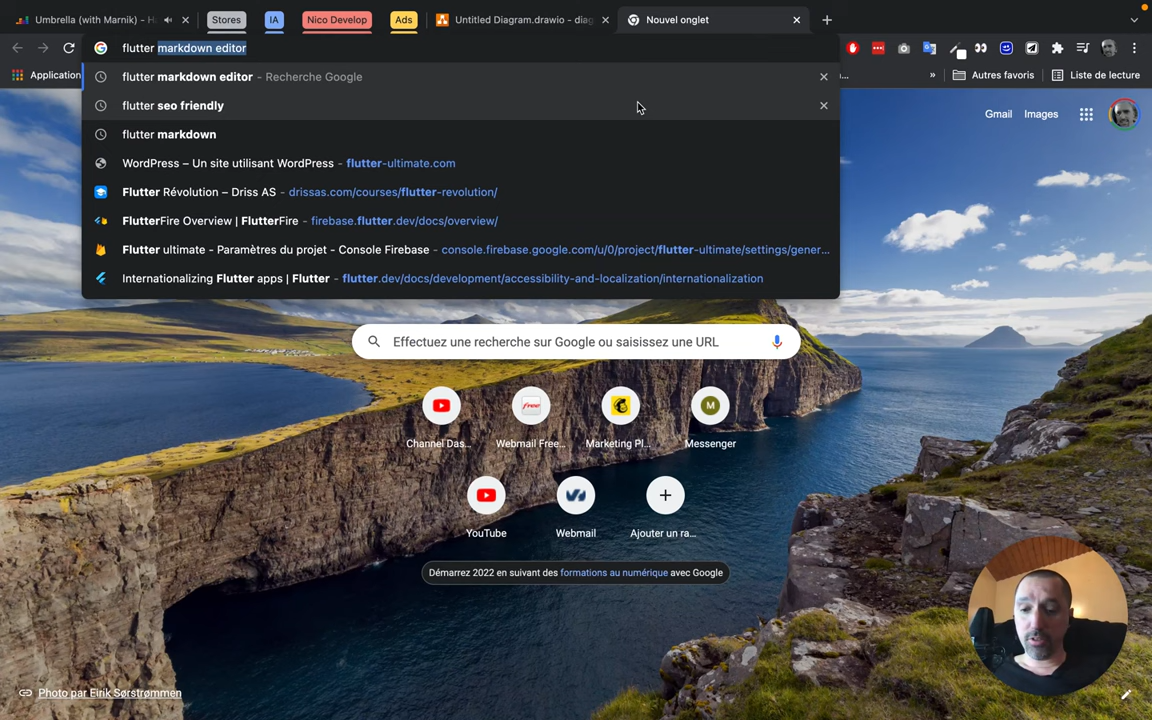 Umbrella (with Marnik) - H
Stores
IA
Nico Develop
Ads
Untitled Diagram.drawio - diag
Nouvel onglet
flutter markdown editor
Application
Autres favoris
Liste de lecture
flutter markdown editor - Recherche Google
flutter seo friendly
flutter markdown
WordPress – Un site utilisant WordPress - flutter-ultimate.com
Flutter Révolution – Driss AS - drissas.com/courses/flutter-revolution/
FlutterFire Overview | FlutterFire - firebase.flutter.dev/docs/overview/
Flutter ultimate - Paramètres du projet - Console Firebase - console.firebase.google.com/u/0/project/flutter-ultimate/settings/gener...
Internationalizing Flutter apps | Flutter - flutter.dev/docs/development/accessibility-and-localization/internationalization
Gmail
Images
Effectuez une recherche sur Google ou saisissez une URL
Channel Das...
Webmail Free...
Marketing Pl...
Messenger
YouTube
Webmail
Ajouter un ra...
Démarrez 2022 en suivant des formations au numérique avec Google
Photo par Eirik Sørstrømmen